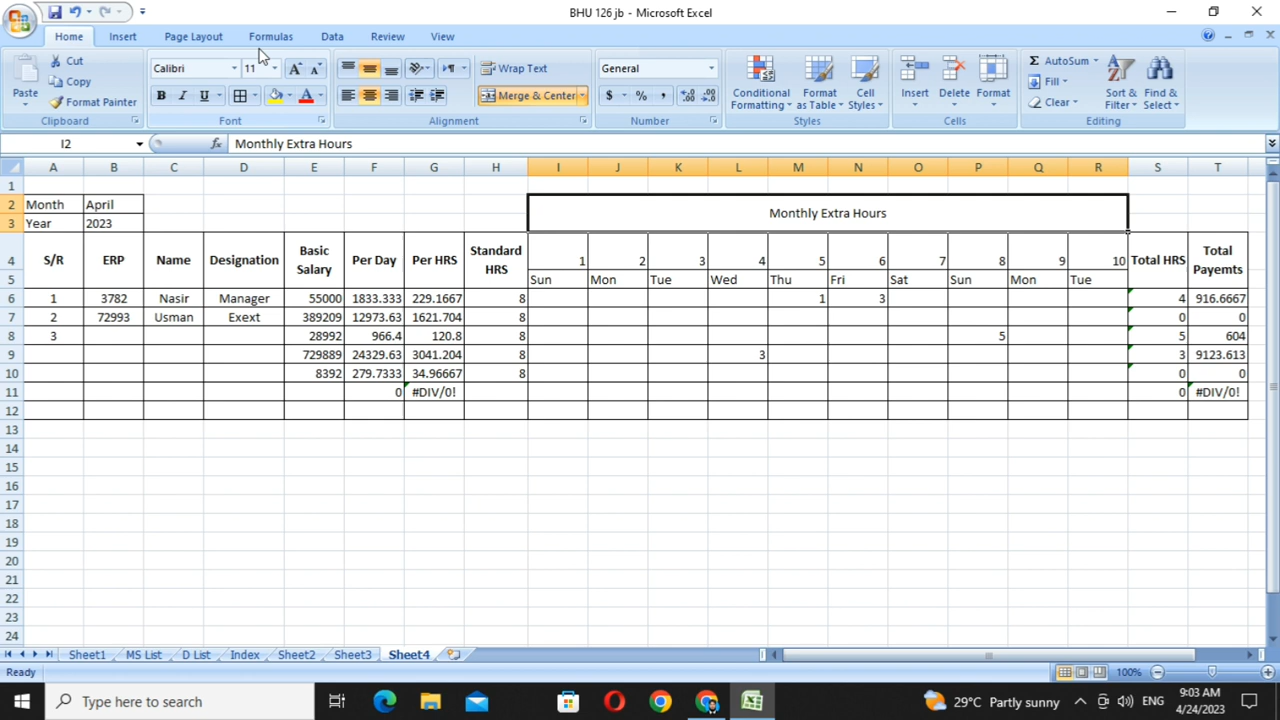 BHU 126 jb - Microsoft Excel
Home Insert Page Layout Formulas Data Review View
Cut Calibri 11 Wrap Text General AutoSum
Copy Fill
Paste Format Painter B I U A Merge & Center $ % , Conditional Formatting Format as Table Cell Styles Insert Delete Format Clear Sort & Filter Find & Select
Clipboard Font Alignment Number Styles Cells Editing
I2 fx Monthly Extra Hours
A B C D E F G H I J K L M N O P Q R S T
1
2 Month April Monthly Extra Hours
3 Year 2023
4 S/R ERP Name Designation Basic Salary Per Day Per HRS Standard HRS 1 2 3 4 5 6 7 8 9 10 Total HRS Total Payemts
5 Sun Mon Tue Wed Thu Fri Sat Sun Mon Tue
6 1 3782 Nasir Manager 55000 1833.333 229.1667 8 1 3 4 916.6667
7 2 72993 Usman Exext 389209 12973.63 1621.704 8 0 0
8 3 28992 966.4 120.8 8 5 5 604
9 729889 24329.63 3041.204 8 3 3 9123.613
10 8392 279.7333 34.96667 8 0 0
11 0 #DIV/0! 0 #DIV/0!
12
13
14
15
16
17
18
19
20
21
22
23
24
Sheet1 MS List D List Index Sheet2 Sheet3 Sheet4
Ready 100%
Type here to search 29°C Partly sunny ENG 9:03 AM
4/24/2023